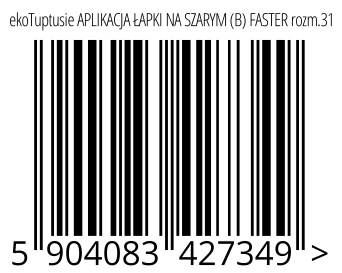 ekoTuptusie APLIKACJA ŁAPKI NA SZARYM (B) FASTER rozm.31
5 904083 427349 >